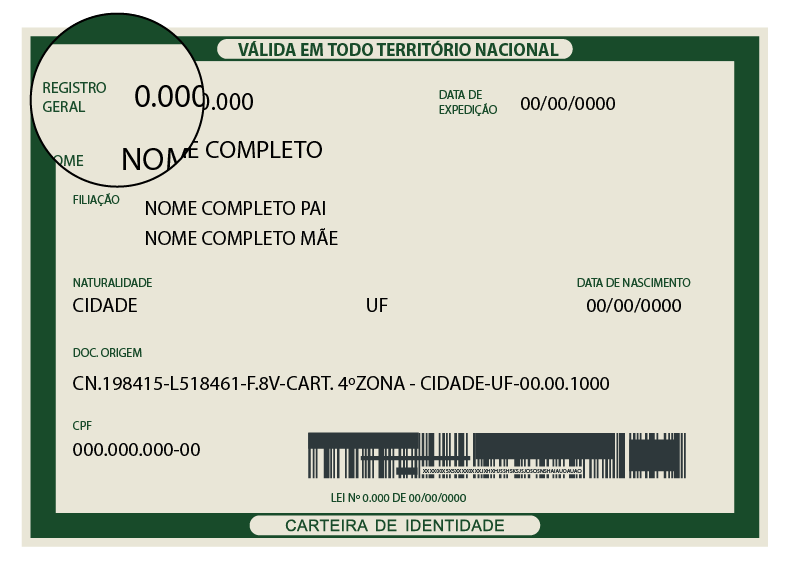 VÁLIDA EM TODO TERRITÓRIO NACIONAL
REGISTRO GERAL 0.000.000 DATA DE EXPEDIÇÃO 00/00/0000
NOME NOME COMPLETO
FILIAÇÃO NOME COMPLETO PAI
NOME COMPLETO MÃE
NATURALIDADE DATA DE NASCIMENTO
CIDADE UF 00/00/0000
DOC. ORIGEM
CN.198415-L518461-F.8V-CART. 4ºZONA - CIDADE-UF-00.00.1000
CPF
000.000.000-00
LEI Nº 0.000 DE 00/00/0000
CARTEIRA DE IDENTIDADE